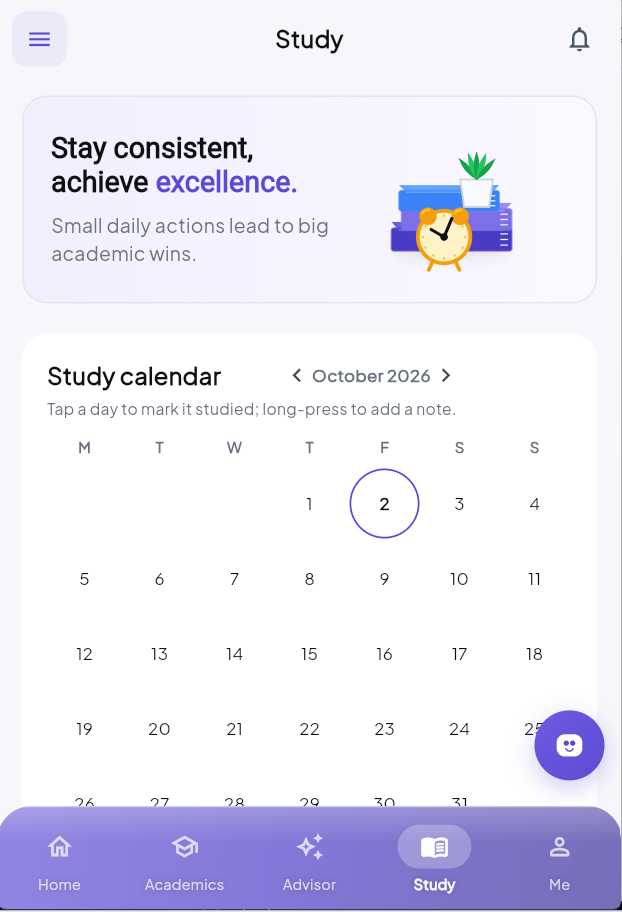 Study
Stay consistent,
achieve excellence.
Small daily actions lead to big
academic wins.
Study calendar
October 2026
Tap a day to mark it studied; long-press to add a note.
M T W T F S S
1 2 3 4
5 6 7 8 9 10 11
12 13 14 15 16 17 18
19 20 21 22 23 24 25
26 27 28 29 30 31
Home Academics Advisor Study Me